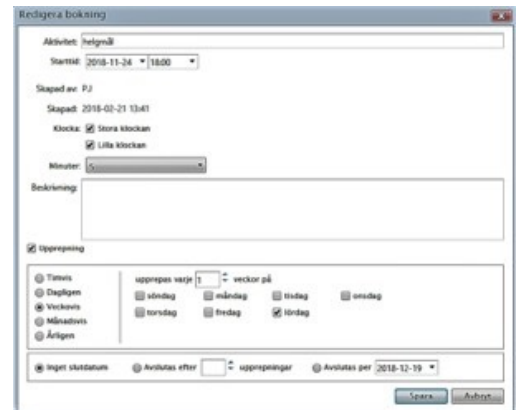 Redigera bokning
Aktivitet: helgmål
Starttid: 2018-11-24 18:00
Skapad av: PJ
Skapad: 2018-02-21 13:41
Klocka: Stora klockan
Lilla klockan
Minuter: 5
Beskrivning:
Upprepning
Timvis upprepas varje 1 veckor på
Dagligen söndag måndag tisdag onsdag
Veckovis torsdag fredag lördag
Månadsvis
Årligen
Inget slutdatum Avslutas efter upprepningar Avslutas per 2018-12-19
Spara Avbryt